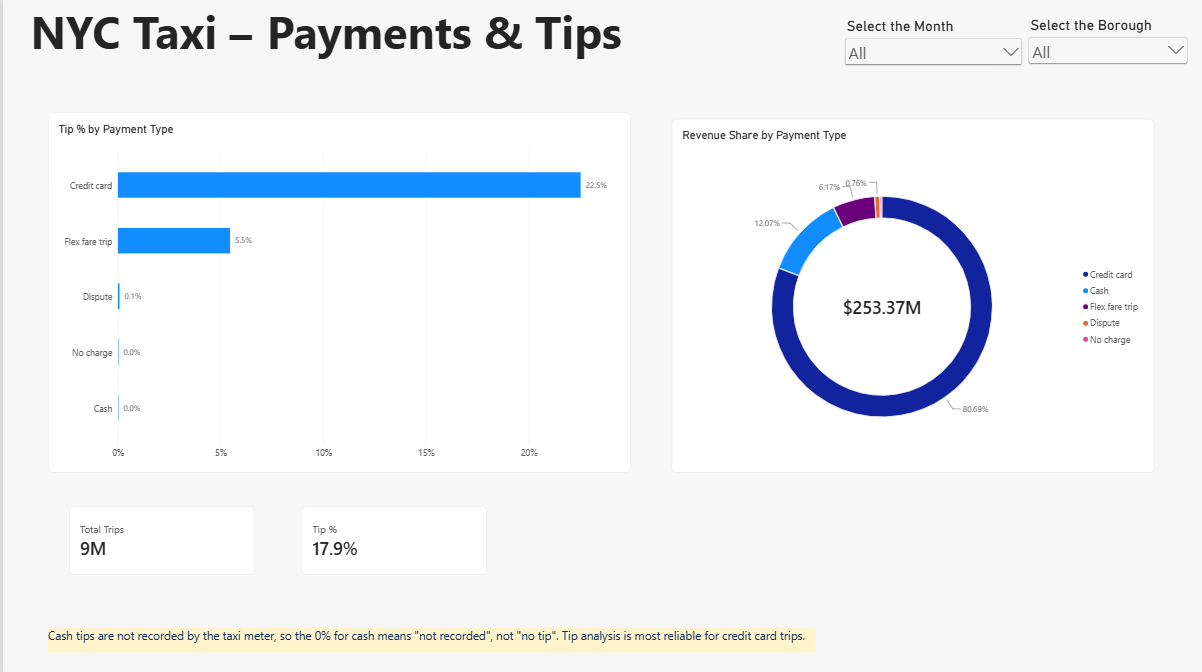 NYC Taxi – Payments & Tips
Select the Month
All
Select the Borough
All
Tip % by Payment Type
Credit card
22.5%
Flex fare trip
5.5%
Dispute
0.1%
No charge
0.0%
Cash
0.0%
0%
5%
10%
15%
20%
Revenue Share by Payment Type
0.76%
6.17%
12.07%
$253.37M
80.69%
Credit card
Cash
Flex fare trip
Dispute
No charge
Total Trips
9M
Tip %
17.9%
Cash tips are not recorded by the taxi meter, so the 0% for cash means "not recorded", not "no tip". Tip analysis is most reliable for credit card trips.